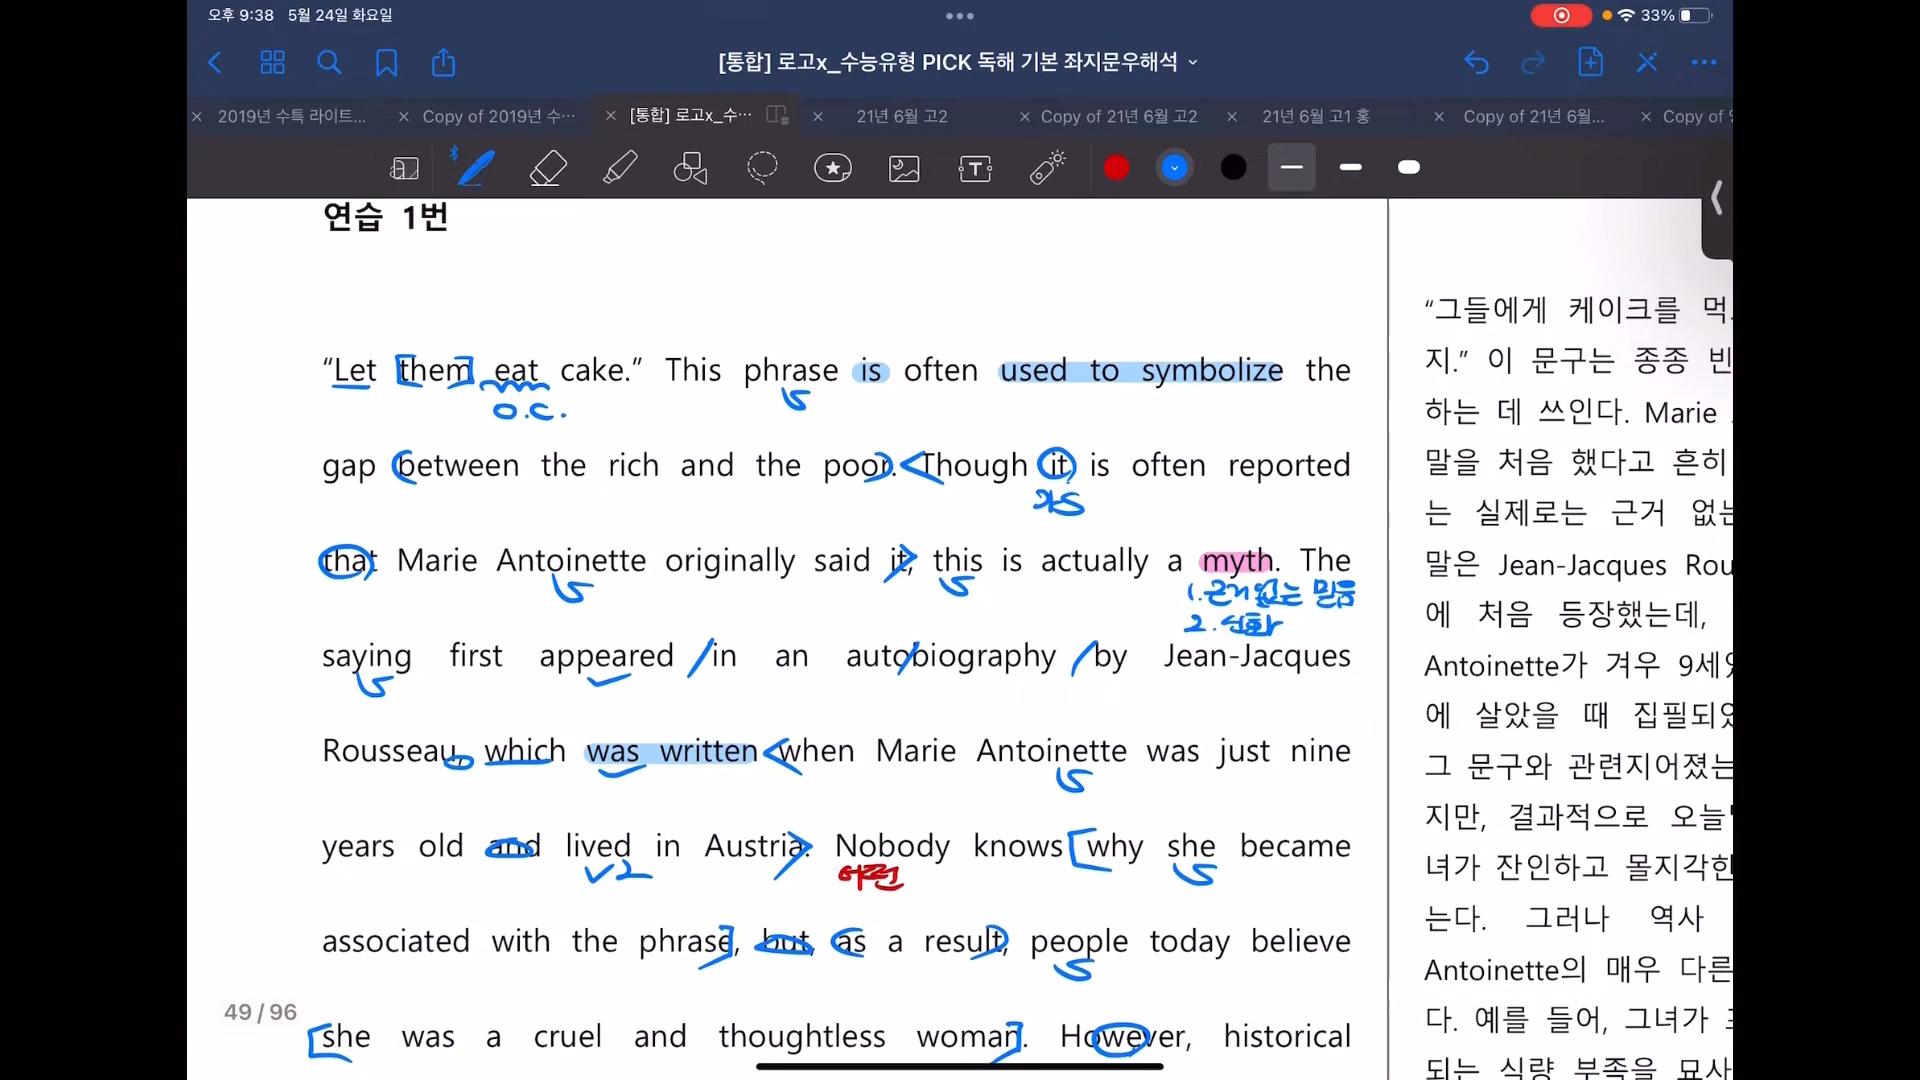 오후 9:38 5월 24일 화요일
33%
[통합] 로고x_수능유형 PICK 독해 기본 좌지문우해석
2019년 수특 라이트... Copy of 2019년 수... [통합] 로고x_수... 21년 6월 고2 Copy of 21년 6월 고2 21년 6월 고1 홍 Copy of 21년 6월... Copy of
연습 1번
“Let them eat cake.” This phrase is often used to symbolize the
S
o.c.
gap between the rich and the poor. Though it is often reported
가S
that Marie Antoinette originally said it, this is actually a myth. The
S S
1. 근거 없는 믿음
2. 신화
saying first appeared in an autobiography by Jean-Jacques
S
Rousseau, which was written when Marie Antoinette was just nine
S
years old and lived in Austria. Nobody knows why she became
v2 어떤 S
associated with the phrase, but, as a result, people today believe
S
she was a cruel and thoughtless woman. However, historical
49 / 96
“그들에게 케이크를
지.” 이 문구는 종종 빈
하는 데 쓰인다. Marie
말을 처음 했다고 흔히
는 실제로는 근거 없는
말은 Jean-Jacques Rou
에 처음 등장했는데,
Antoinette가 겨우 9세
에 살았을 때 집필되었
그 문구와 관련지어졌는
지만, 결과적으로 오늘
녀가 잔인하고 몰지각한
는다. 그러나 역사
Antoinette의 매우 다른
다. 예를 들어, 그녀가
되는 식량 부족을 묘사